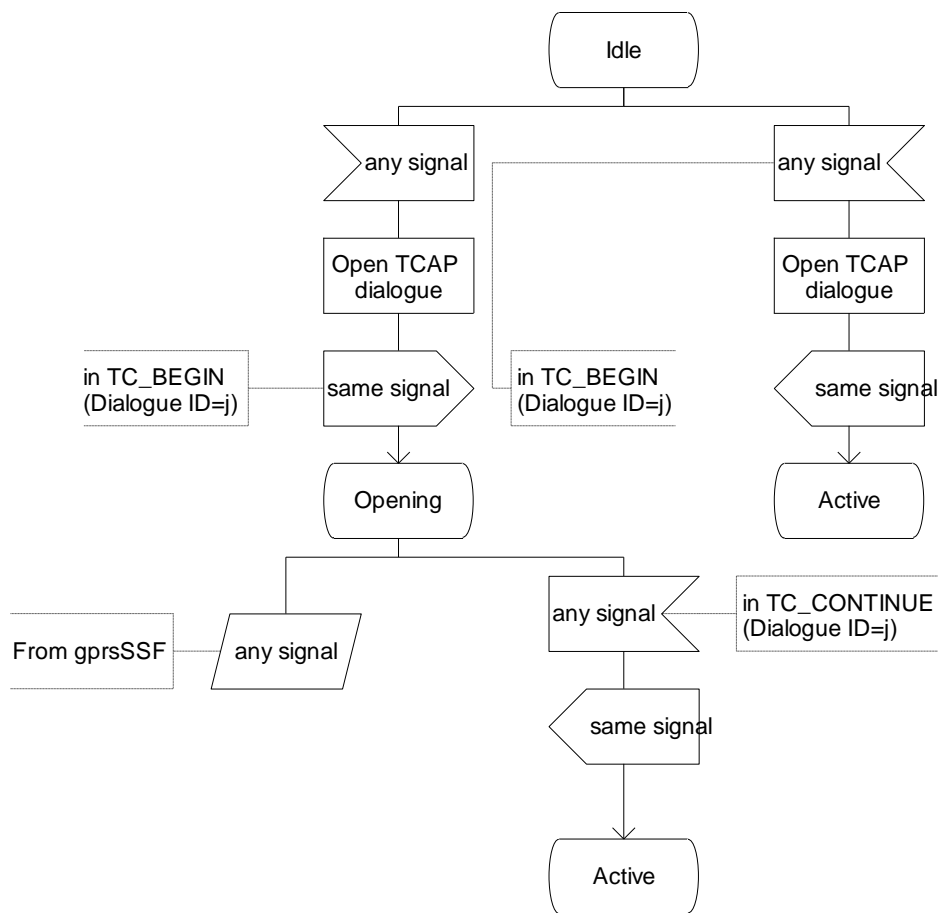 Idle
any signal
any signal
Open TCAP
dialogue
Open TCAP
dialogue
in TC_BEGIN
(Dialogue ID=j)
same signal
in TC_BEGIN
(Dialogue ID=j)
same signal
Opening
Active
From gprsSSF
any signal
any signal
in TC_CONTINUE
(Dialogue ID=j)
same signal
Active